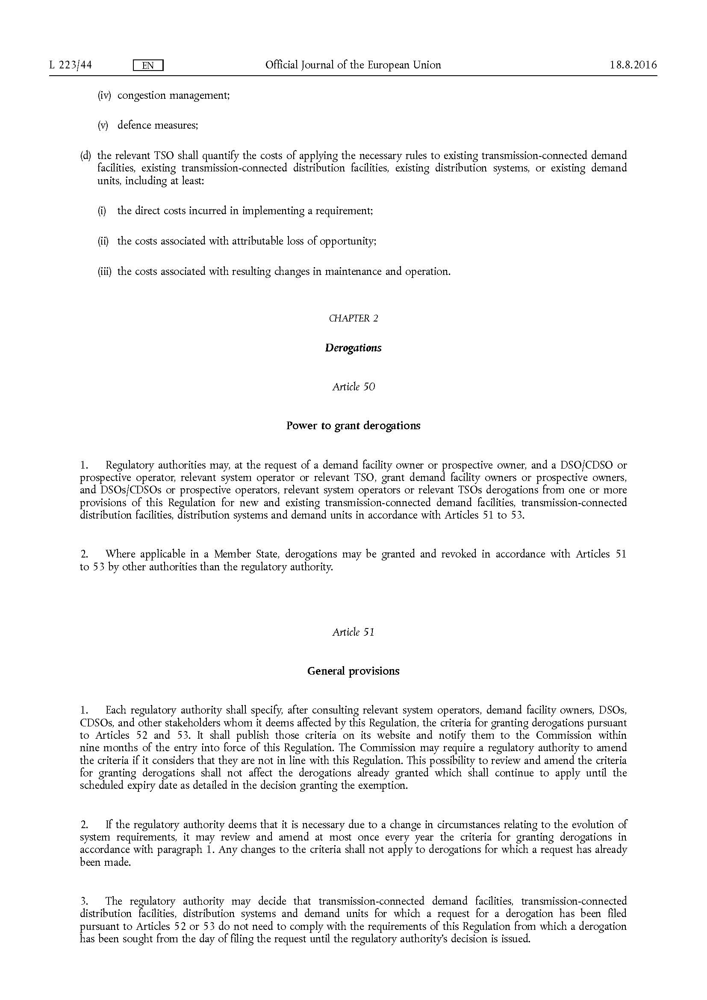 L 223/44 EN Official Journal of the European Union 18.8.2016
(iv) congestion management;
(v) defence measures;
(d) the relevant TSO shall quantify the costs of applying the necessary rules to existing transmission-connected demand
facilities, existing transmission-connected distribution facilities, existing distribution systems, or existing demand
units, including at least:
(i) the direct costs incurred in implementing a requirement;
(ii) the costs associated with attributable loss of opportunity;
(iii) the costs associated with resulting changes in maintenance and operation.
CHAPTER 2
Derogations
Article 50
Power to grant derogations
1. Regulatory authorities may, at the request of a demand facility owner or prospective owner, and a DSO/CDSO or
prospective operator, relevant system operator or relevant TSO, grant demand facility owners or prospective owners,
and DSOs/CDSOs or prospective operators, relevant system operators or relevant TSOs derogations from one or more
provisions of this Regulation for new and existing transmission-connected demand facilities, transmission-connected
distribution facilities, distribution systems and demand units in accordance with Articles 51 to 53.
2. Where applicable in a Member State, derogations may be granted and revoked in accordance with Articles 51
to 53 by other authorities than the regulatory authority.
Article 51
General provisions
1. Each regulatory authority shall specify, after consulting relevant system operators, demand facility owners, DSOs,
CDSOs, and other stakeholders whom it deems affected by this Regulation, the criteria for granting derogations pursuant
to Articles 52 and 53. It shall publish those criteria on its website and notify them to the Commission within
nine months of the entry into force of this Regulation. The Commission may require a regulatory authority to amend
the criteria if it considers that they are not in line with this Regulation. This possibility to review and amend the criteria
for granting derogations shall not affect the derogations already granted which shall continue to apply until the
scheduled expiry date as detailed in the decision granting the exemption.
2. If the regulatory authority deems that it is necessary due to a change in circumstances relating to the evolution of
system requirements, it may review and amend at most once every year the criteria for granting derogations in
accordance with paragraph 1. Any changes to the criteria shall not apply to derogations for which a request has already
been made.
3. The regulatory authority may decide that transmission-connected demand facilities, transmission-connected
distribution facilities, distribution systems and demand units for which a request for a derogation has been filed
pursuant to Articles 52 or 53 do not need to comply with the requirements of this Regulation from which a derogation
has been sought from the day of filing the request until the regulatory authority's decision is issued.